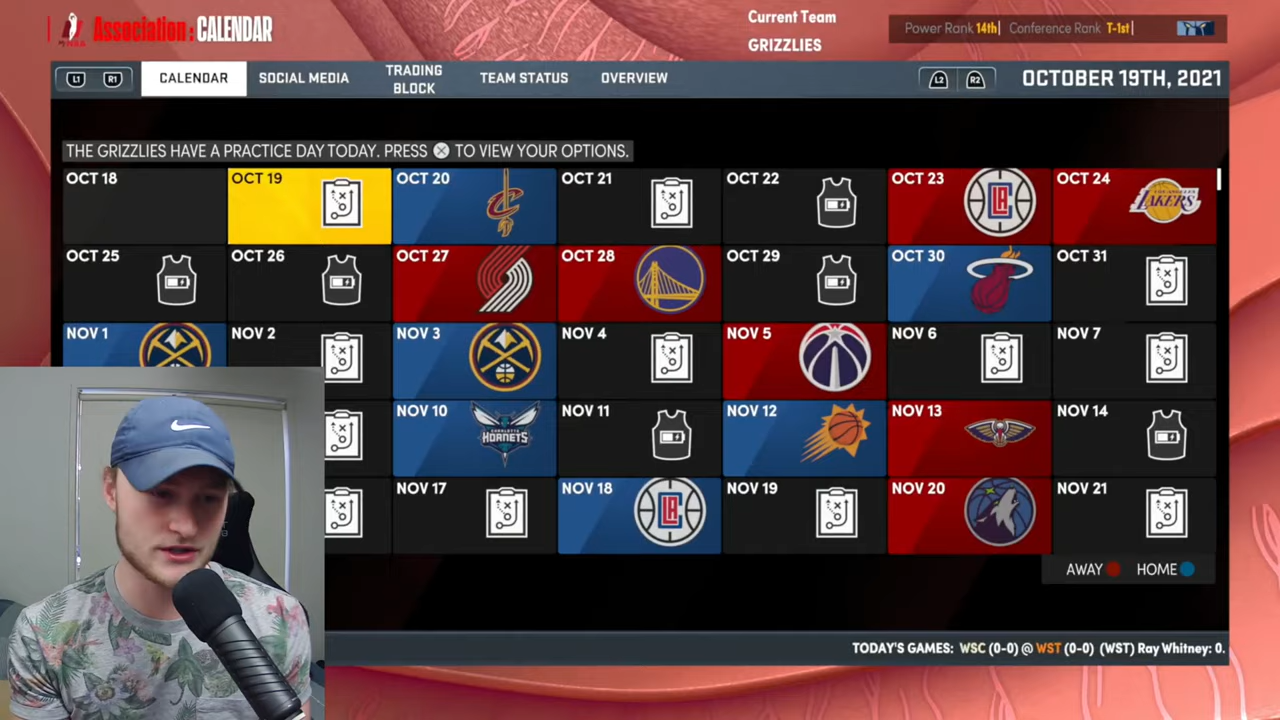 Association: CALENDAR
Current Team
GRIZZLIES
Power Rank 14th| Conference Rank T-1st|
L1 R1 CALENDAR SOCIAL MEDIA TRADING BLOCK TEAM STATUS OVERVIEW L2 R2 OCTOBER 19TH, 2021
THE GRIZZLIES HAVE A PRACTICE DAY TODAY. PRESS TO VIEW YOUR OPTIONS.
OCT 18 OCT 19 OCT 20 OCT 21 OCT 22 OCT 23 OCT 24
LA LAKERS
OCT 25 OCT 26 OCT 27 OCT 28 OCT 29 OCT 30 OCT 31
NOV 1 NOV 2 NOV 3 NOV 4 NOV 5 NOV 6 NOV 7
NOV 10 NOV 11 NOV 12 NOV 13 NOV 14
HORNETS
NOV 17 NOV 18 NOV 19 NOV 20 NOV 21
LA
AWAY HOME
TODAY'S GAMES: WSC (0-0) @ WST (0-0) (WST) Ray Whitney: 0.